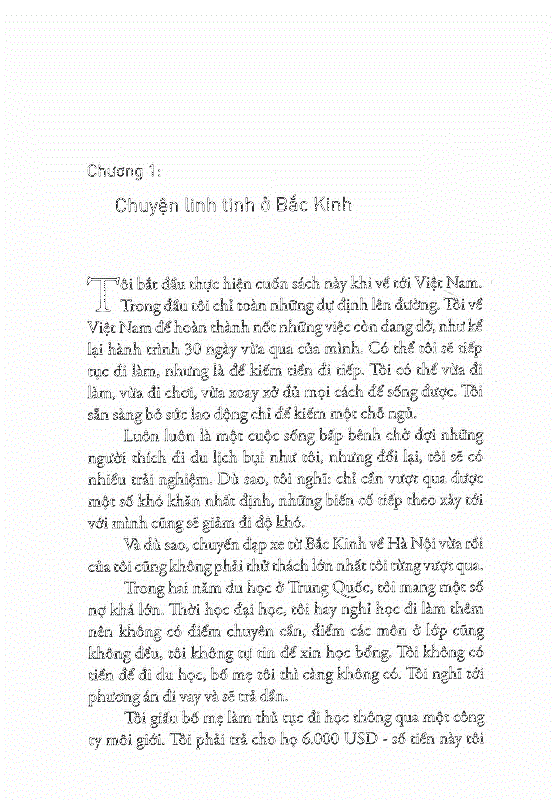 Chương 1:
Chuyện linh tinh ở Bắc Kinh
Tôi bắt đầu thực hiện cuốn sách này khi về tới Việt Nam.
Trong đầu tôi chỉ toàn những dự định lên đường. Tôi về
Việt Nam để hoàn thành nốt những việc còn dang dở, như kể
lại hành trình 30 ngày vừa qua của mình. Có thể tôi sẽ tiếp
tục đi làm, nhưng là để kiếm tiền đi tiếp. Tôi có thể vừa đi
làm, vừa đi chơi, vừa xoay xở đủ mọi cách để sống được. Tôi
sẵn sàng bỏ sức lao động chỉ để kiếm một chỗ ngủ.
Luôn luôn là một cuộc sống bấp bênh chờ đợi những
người thích đi du lịch bụi như tôi, nhưng đổi lại, tôi sẽ có
nhiều trải nghiệm. Dù sao, tôi nghĩ: chỉ cần vượt qua được
một số khó khăn nhất định, những biến cố tiếp theo xảy tới
với mình cũng sẽ giảm đi độ khó.
Và dù sao, chuyến đạp xe từ Bắc Kinh về Hà Nội vừa rồi
của tôi cũng không phải thử thách lớn nhất tôi từng vượt qua.
Trong hai năm du học ở Trung Quốc, tôi mang một số
nợ khá lớn. Thời học đại học, tôi hay nghỉ học đi làm thêm
nên không có điểm chuyên cần, điểm các môn ở lớp cũng
không đều, tôi không tự tin để xin học bổng. Tôi không có
tiền để đi du học, bố mẹ tôi thì càng không có. Tôi nghĩ tới
phương án đi vay và sẽ trả dần.
Tôi giấu bố mẹ làm thủ tục đi học thông qua một công
ty môi giới. Tôi phải trả cho họ 6.000 USD - số tiền này tôi